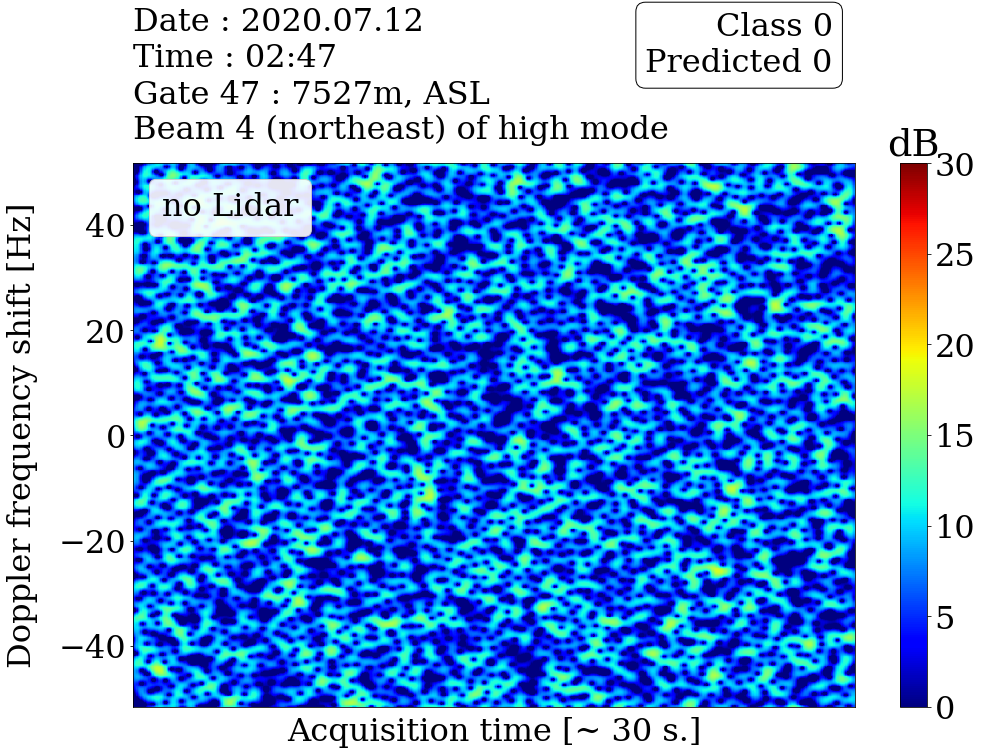 Date : 2020.07.12
Time : 02:47
Gate 47 : 7527m, ASL
Beam 4 (northeast) of high mode
Class 0
Predicted 0
dB
no Lidar
Doppler frequency shift [Hz]
40
20
0
−20
−40
Acquisition time [~ 30 s.]
30
25
20
15
10
5
0